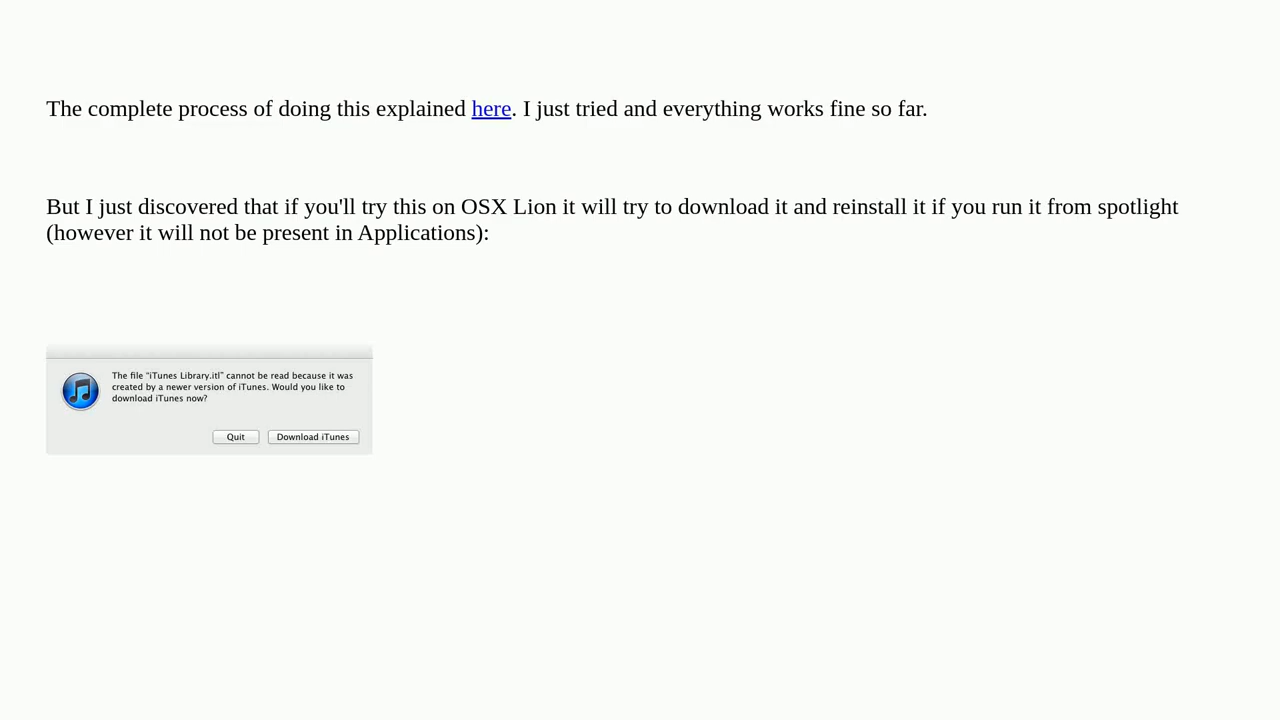 The complete process of doing this explained here. I just tried and everything works fine so far.
But I just discovered that if you'll try this on OSX Lion it will try to download it and reinstall it if you run it from spotlight
(however it will not be present in Applications):
The file “iTunes Library.itl” cannot be read because it was
created by a newer version of iTunes. Would you like to
download iTunes now?
Quit Download iTunes